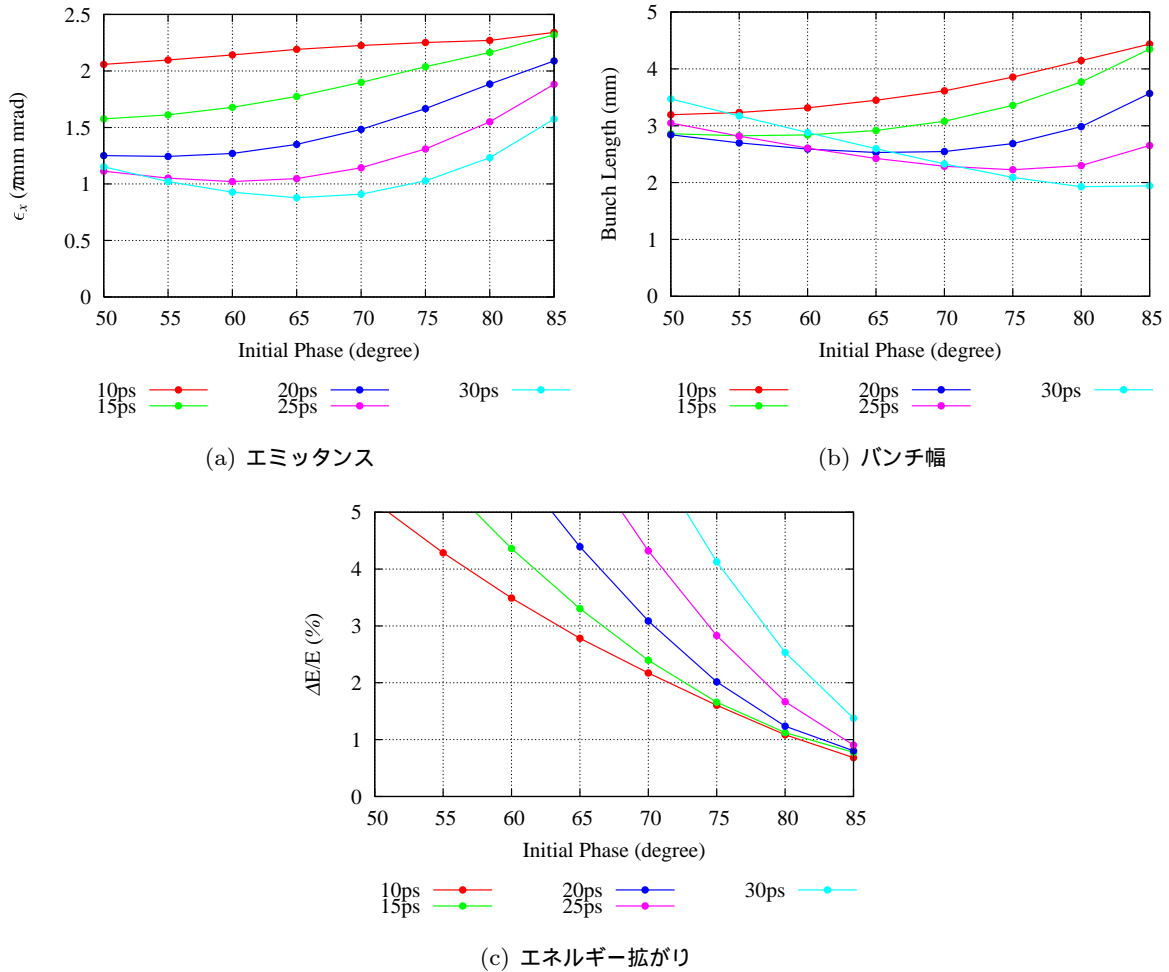 2.5
2
1.5
1
0.5
0
ϵx (πmm mrad)
50 55 60 65 70 75 80 85
Initial Phase (degree)
10ps 20ps 30ps
15ps 25ps
(a) エミッタンス
5
4
3
2
1
0
Bunch Length (mm)
50 55 60 65 70 75 80 85
Initial Phase (degree)
10ps 20ps 30ps
15ps 25ps
(b) バンチ幅
5
4
3
2
1
0
ΔE/E (%)
50 55 60 65 70 75 80 85
Initial Phase (degree)
10ps 20ps 30ps
15ps 25ps
(c) エネルギー拡がり